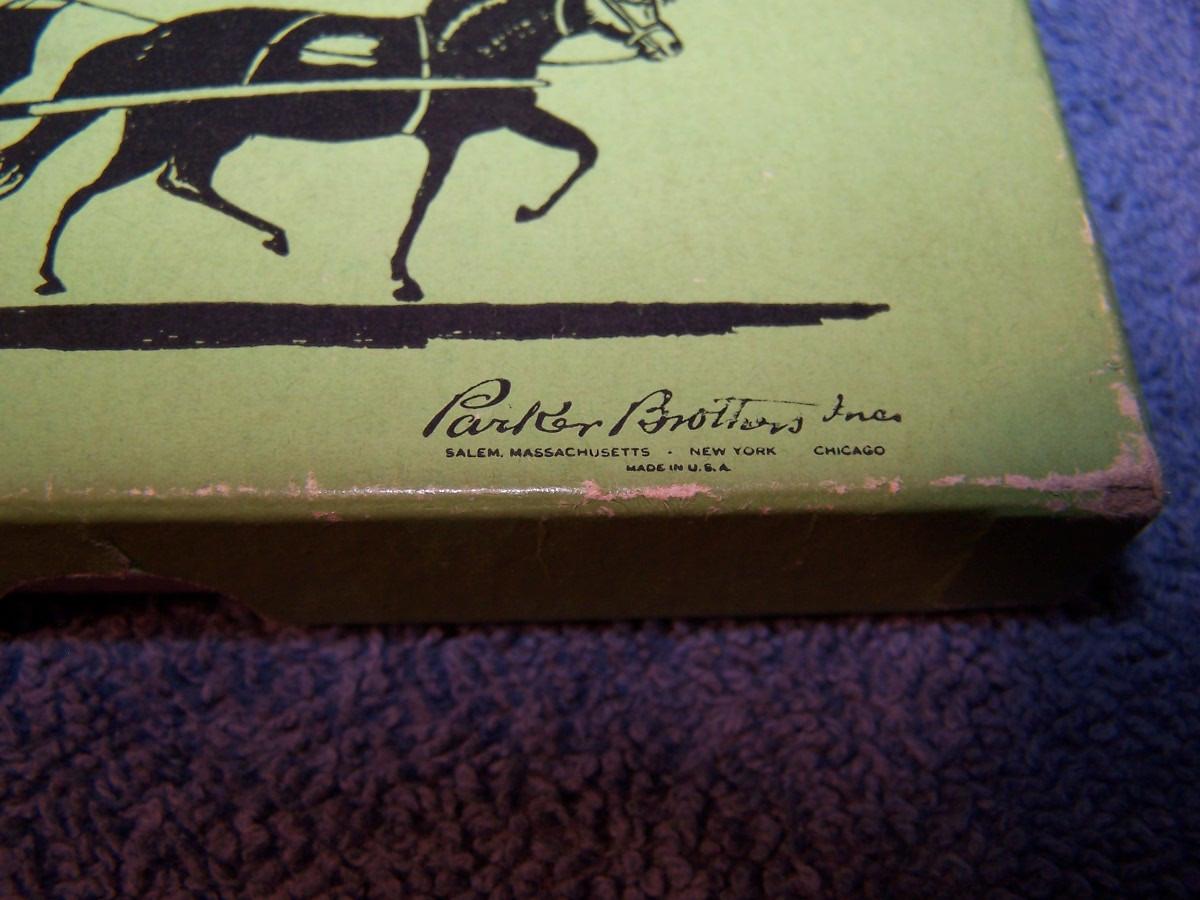 Parker Brothers Inc.
SALEM, MASSACHUSETTS · NEW YORK CHICAGO
MADE IN U.S.A.